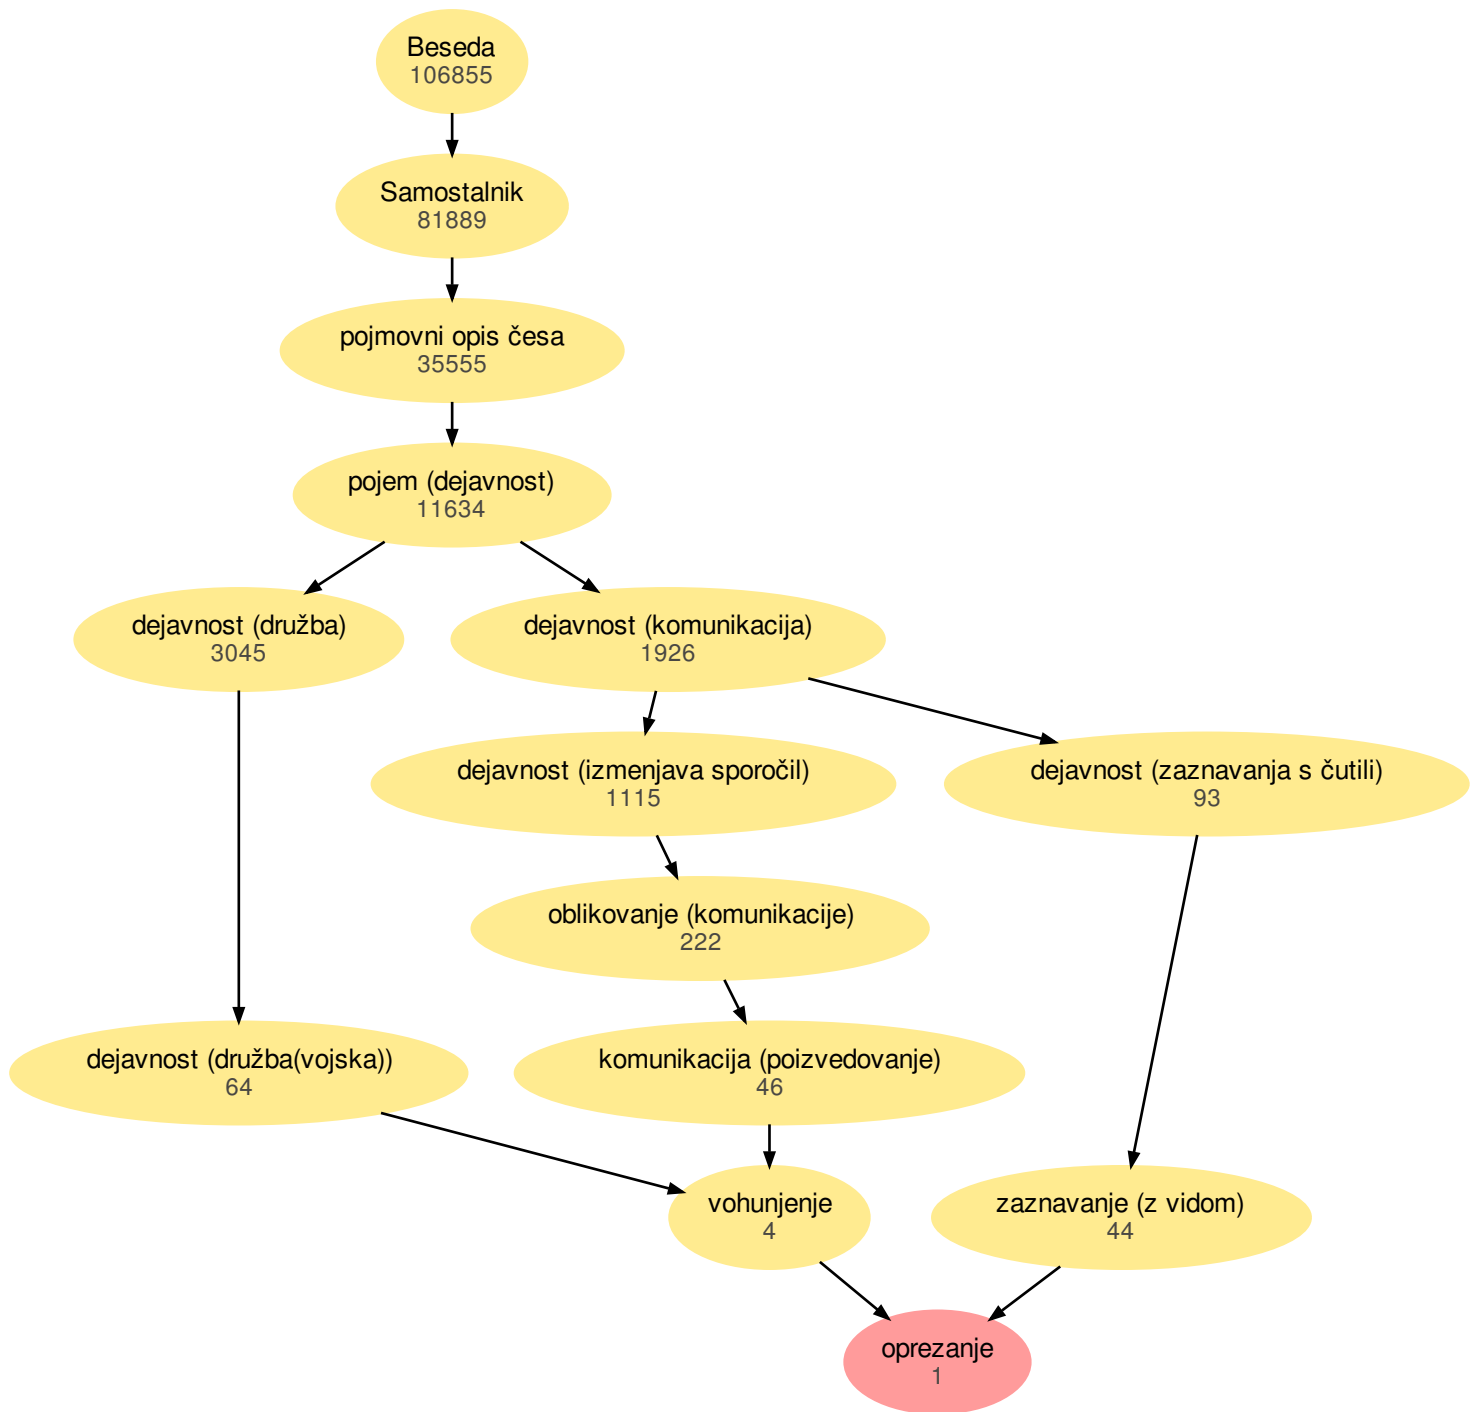 Beseda
106855
Samostalnik
81889
pojmovni opis česa
35555
pojem (dejavnost)
11634
dejavnost (družba)
3045
dejavnost (komunikacija)
1926
dejavnost (izmenjava sporočil)
1115
dejavnost (zaznavanja s čutili)
93
oblikovanje (komunikacije)
222
dejavnost (družba(vojska))
64
komunikacija (poizvedovanje)
46
vohunjenje
4
zaznavanje (z vidom)
44
oprezanje
1